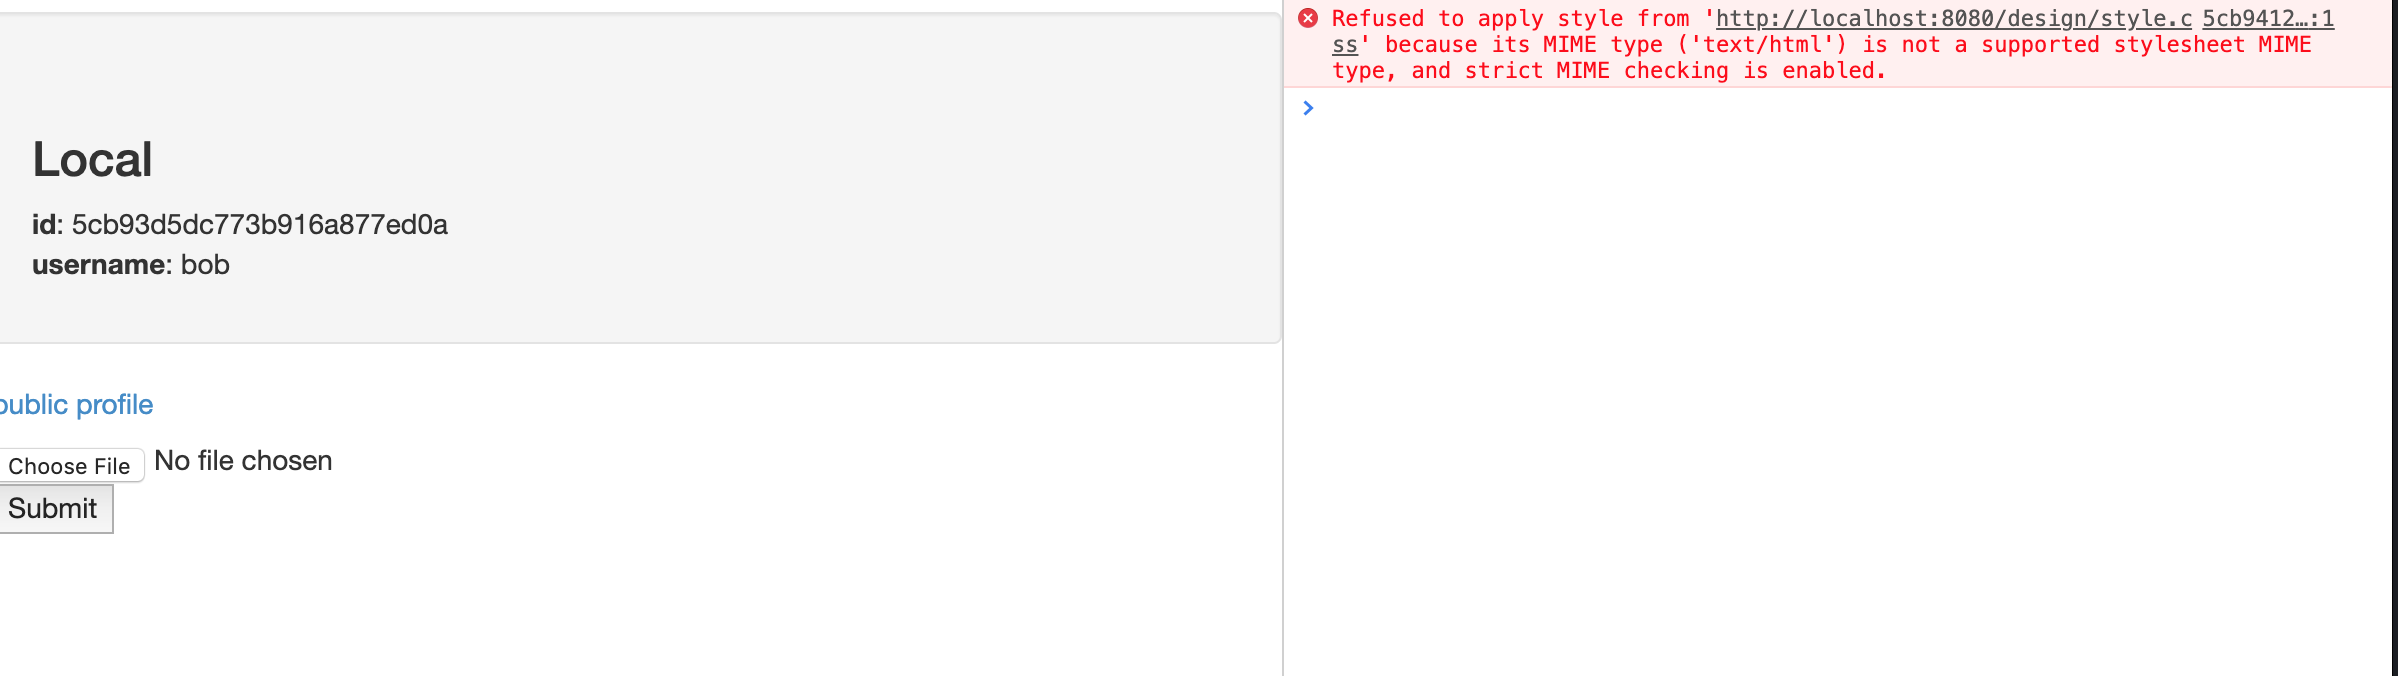 Local
id: 5cb93d5dc773b916a877ed0a
username: bob
public profile
Choose File No file chosen
Submit
Refused to apply style from 'http://localhost:8080/design/style.c 5cb9412…:1
ss' because its MIME type ('text/html') is not a supported stylesheet MIME
type, and strict MIME checking is enabled.